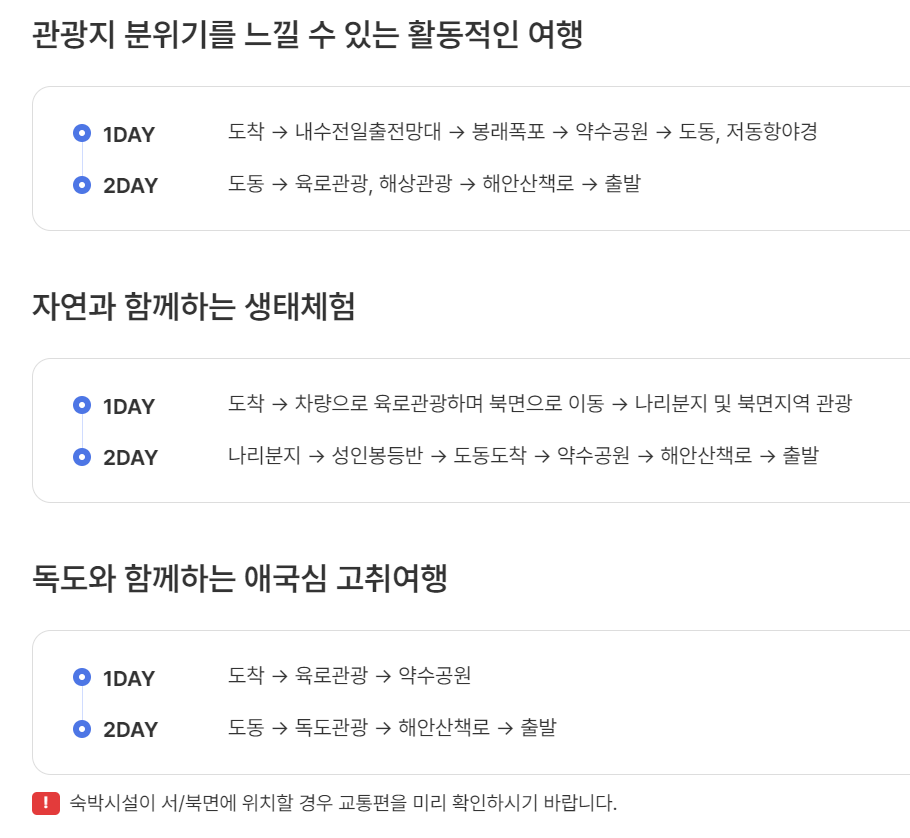 관광지 분위기를 느낄 수 있는 활동적인 여행
1DAY 도착 → 내수전일출전망대 → 봉래폭포 → 약수공원 → 도동, 저동항야경
2DAY 도동 → 육로관광, 해상관광 → 해안산책로 → 출발
자연과 함께하는 생태체험
1DAY 도착 → 차량으로 육로관광하며 북면으로 이동 → 나리분지 및 북면지역 관광
2DAY 나리분지 → 성인봉등반 → 도동도착 → 약수공원 → 해안산책로 → 출발
독도와 함께하는 애국심 고취여행
1DAY 도착 → 육로관광 → 약수공원
2DAY 도동 → 독도관광 → 해안산책로 → 출발
! 숙박시설이 서/북면에 위치할 경우 교통편을 미리 확인하시기 바랍니다.